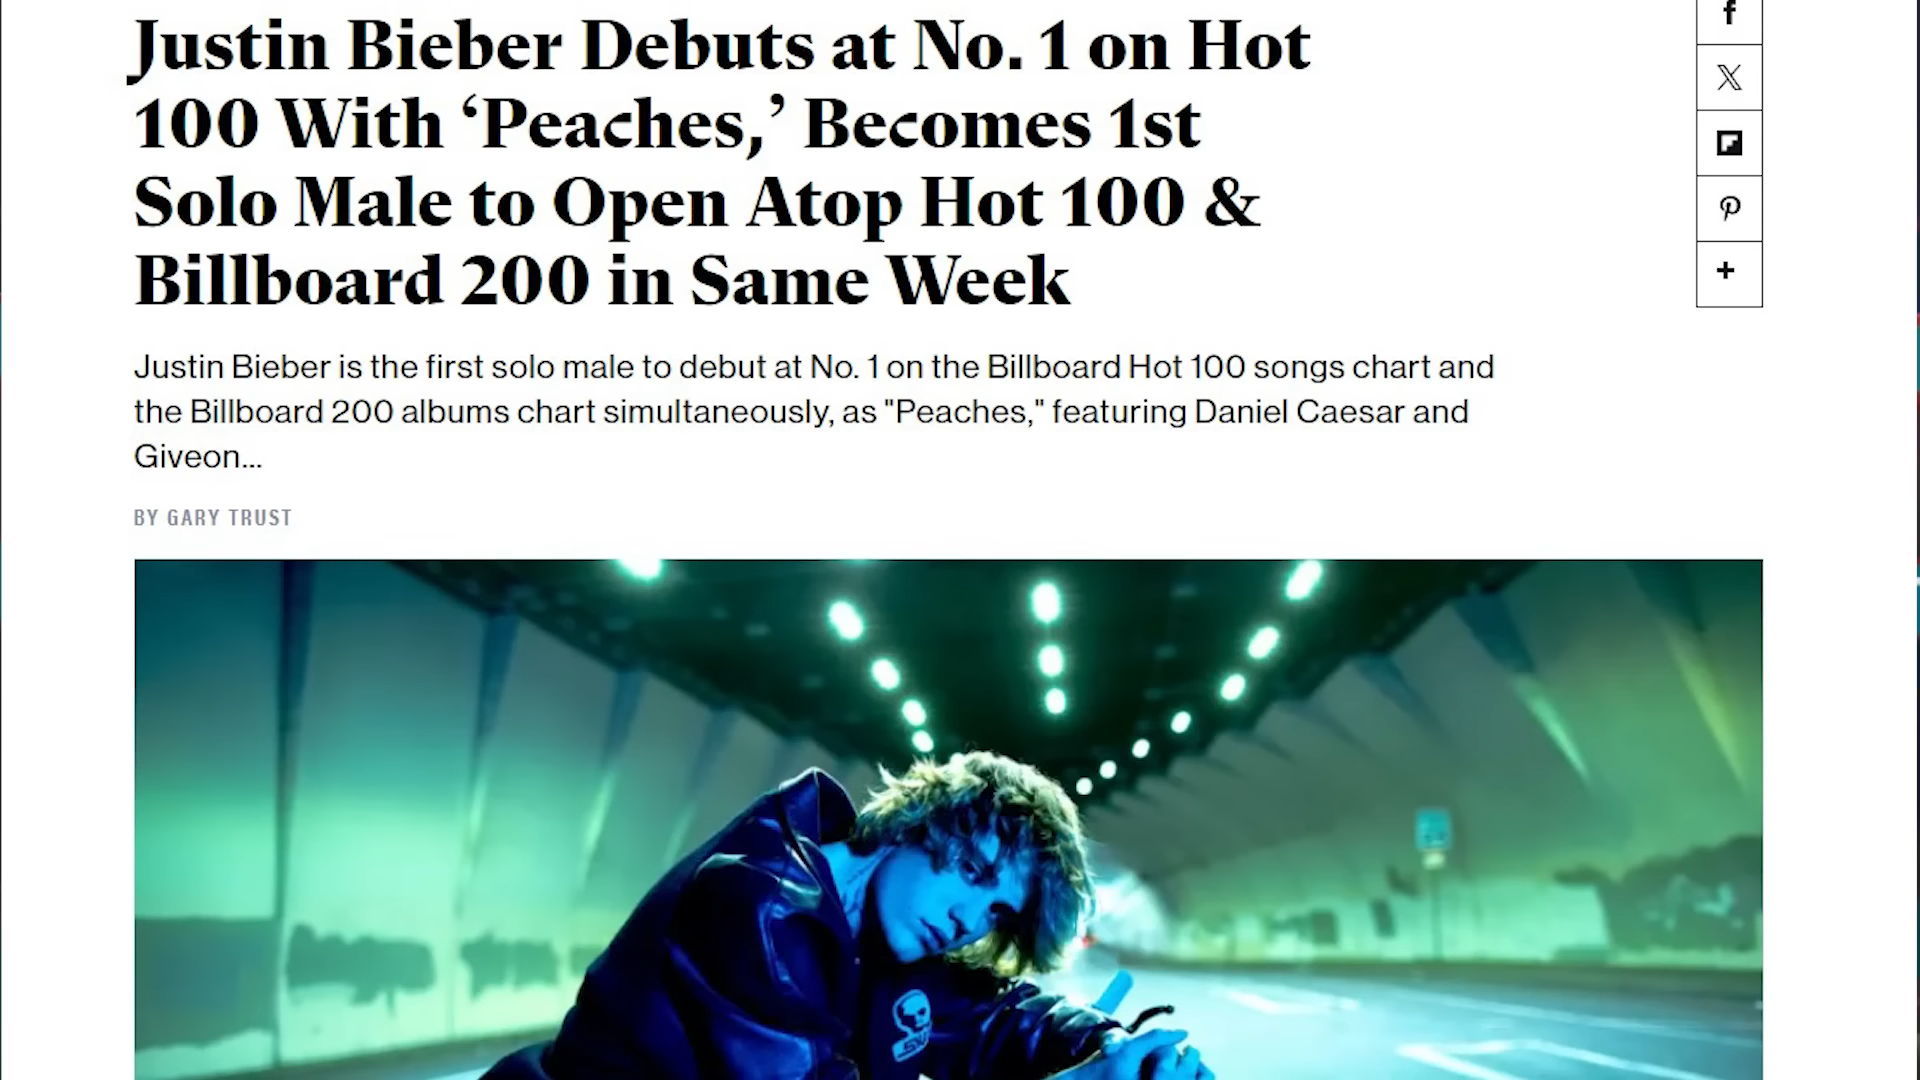 Justin Bieber Debuts at No. 1 on Hot
100 With ‘Peaches,’ Becomes 1st
Solo Male to Open Atop Hot 100 &
Billboard 200 in Same Week
Justin Bieber is the first solo male to debut at No. 1 on the Billboard Hot 100 songs chart and
the Billboard 200 albums chart simultaneously, as "Peaches," featuring Daniel Caesar and
Giveon...
BY GARY TRUST